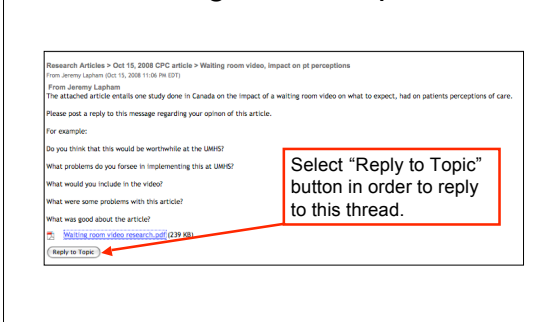 Research Articles > Oct 15, 2008 CPC article > Waiting room video, impact on pt perceptions
From Jeremy Lapham (Oct 15, 2008 11:06 PM EDT)
From Jeremy Lapham
The attached article entails one study done in Canada on the impact of a waiting room video on what to expect, had on patients perceptions of care.
Please post a reply to this message regarding your opinon of this article.
For example:
Do you think that this would be worthwhile at the UMHS?
What problems do you forsee in implementing this at UMHS?
What would you include in the video?
What were some problems with this article?
What was good about the article?
Waiting room video research.pdf (239 KB)
Reply to Topic
Select “Reply to Topic”
button in order to reply
to this thread.